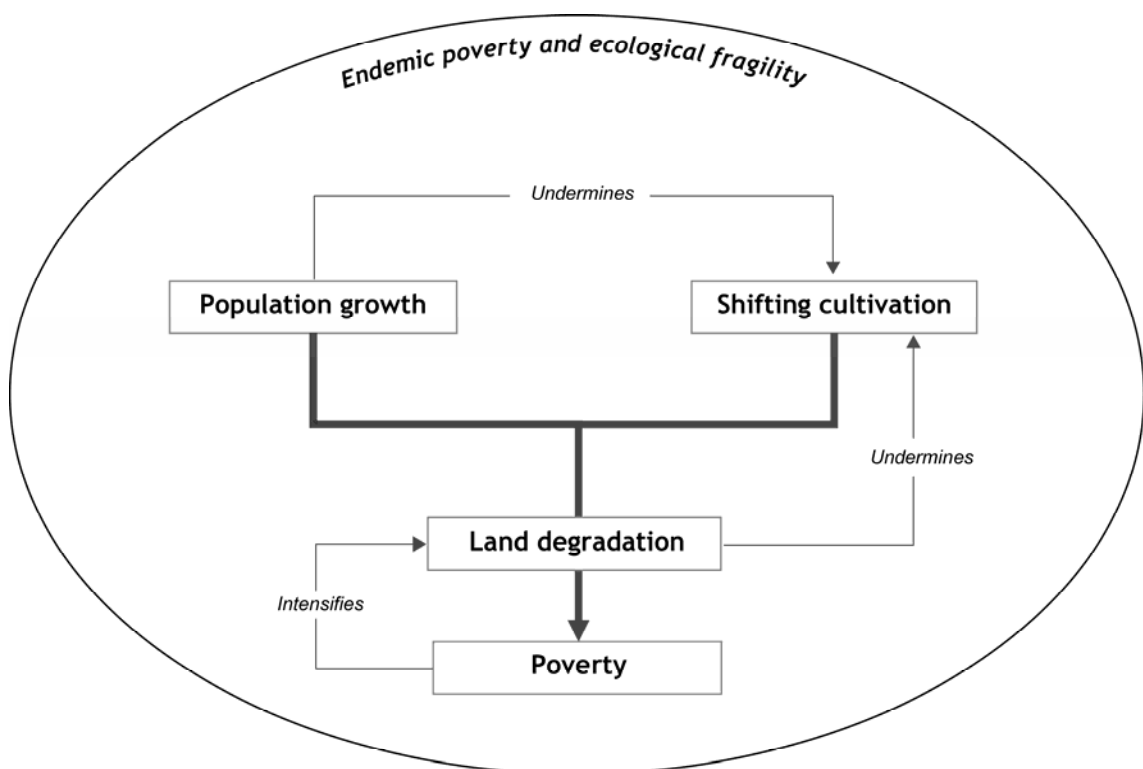 Endemic poverty and ecological fragility
Undermines
Population growth
Shifting cultivation
Undermines
Land degradation
Intensifies
Poverty